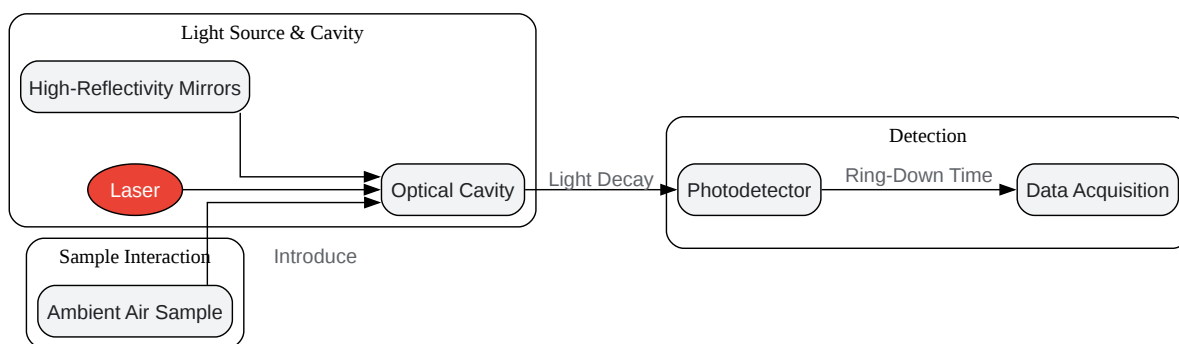 Light Source & Cavity
High-Reflectivity Mirrors
Laser
Optical Cavity
Light Decay
Detection
Photodetector
Ring-Down Time
Data Acquisition
Sample Interaction
Introduce
Ambient Air Sample